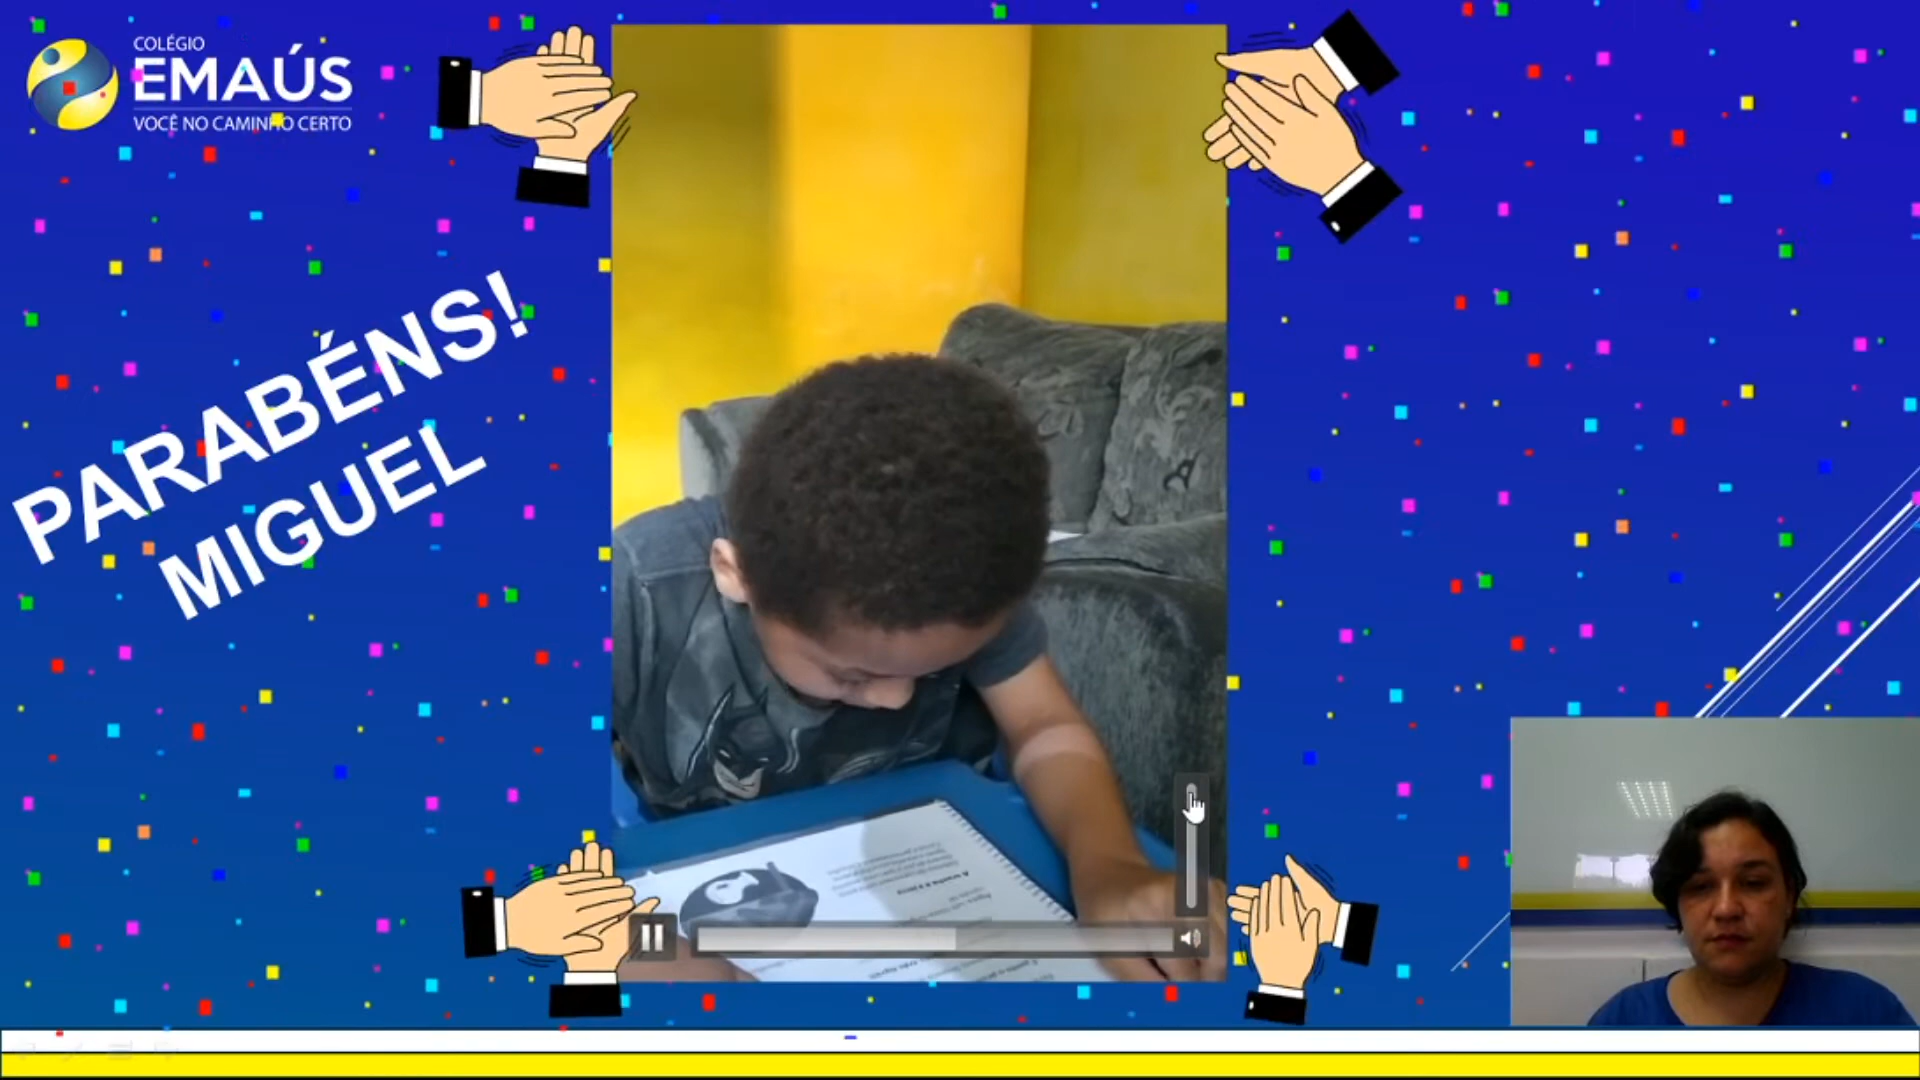 COLÉGIO
EMAÚS
VOCÊ NO CAMINHO CERTO
PARABÉNS!
MIGUEL